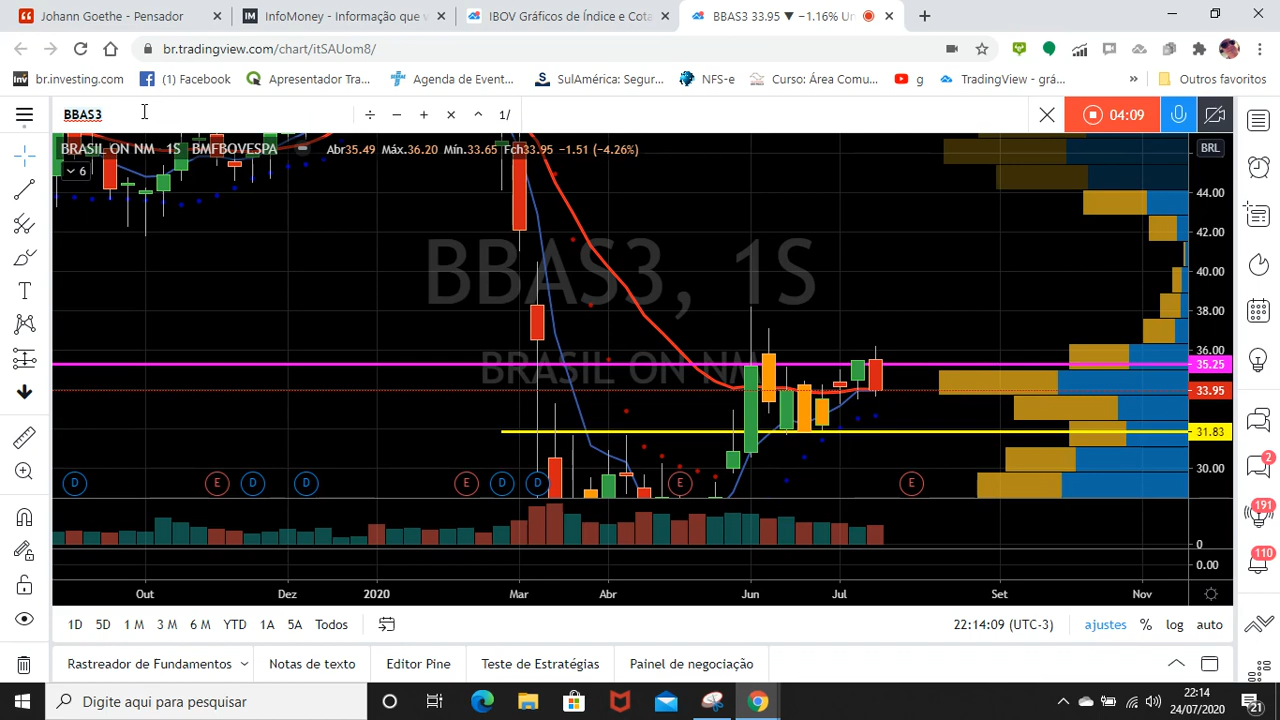 Johann Goethe - Pensador
InfoMoney - Informação que v
IBOV Gráficos de Índice e Cota
BBAS3 33.95 ▼ −1.16% Un
br.tradingview.com/chart/itSAUom8/
br.investing.com
(1) Facebook
Apresentador Tra...
Agenda de Event...
SulAmérica: Segur...
NFS-e
Curso: Área Comu...
g
TradingView - grá...
»
Outros favoritos
BBAS3
÷ − + × ^ 1/
04:09
BRASIL ON NM 1S BMFBOVESPA
Abr35.49 Máx.36.20 Mín.33.65 Fch33.95 −1.51 (−4.26%)
6
BRL
BBAS3, 1S
BRASIL ON NM
44.00
42.00
40.00
38.00
36.00
35.25
33.95
31.83
30.00
D E D D E D D E E
0
0.00
Out Dez 2020 Mar Abr Jun Jul Set Nov
1D 5D 1 M 3 M 6 M YTD 1A 5A Todos
22:14:09 (UTC-3)
ajustes % log auto
2
191
110
Rastreador de Fundamentos
Notas de texto
Editor Pine
Teste de Estratégias
Painel de negociação
Digite aqui para pesquisar
22:14
24/07/2020
21